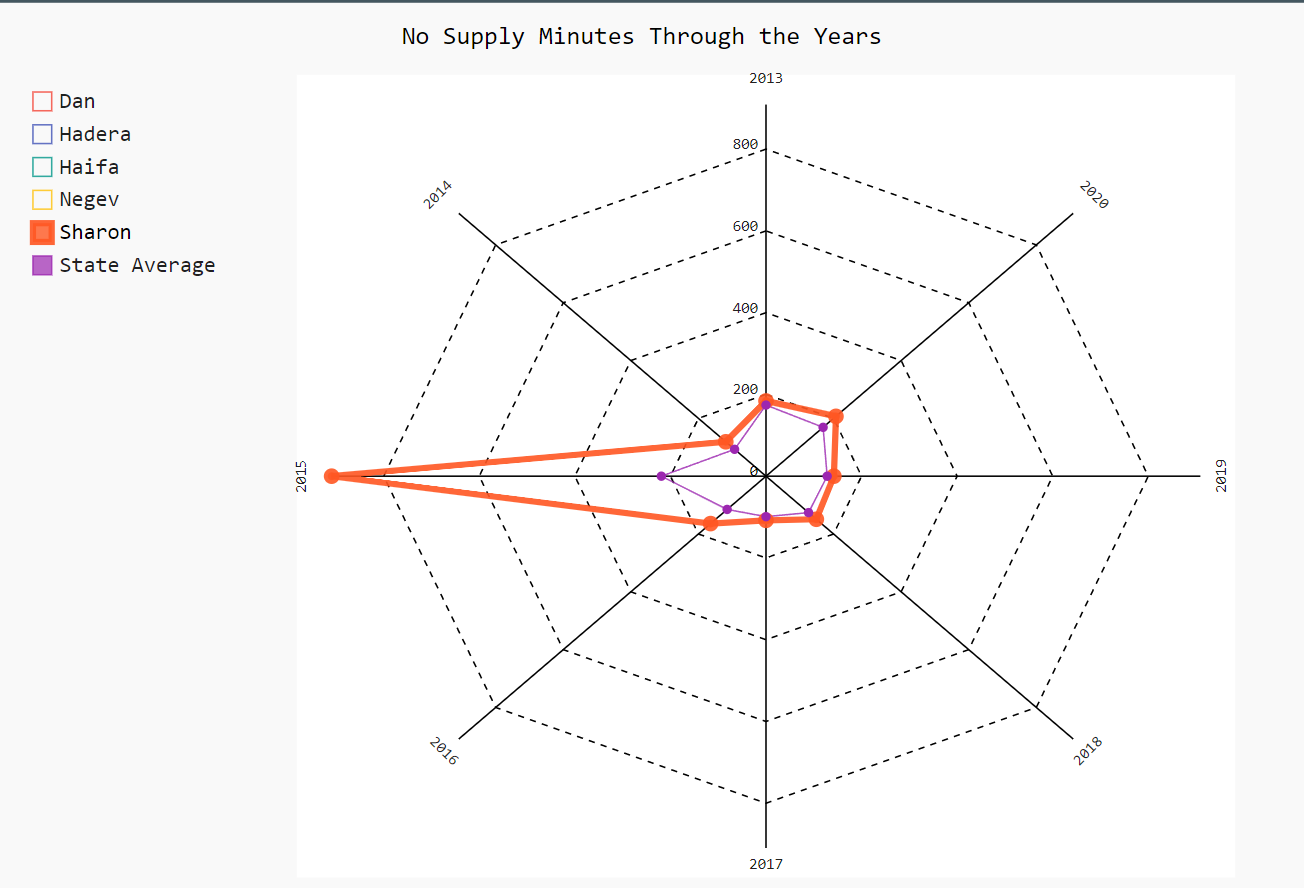 No Supply Minutes Through the Years
Dan
Hadera
Haifa
Negev
Sharon
State Average
2013
2014
2020
800
600
400
200
0
2015
2019
2016
2018
2017